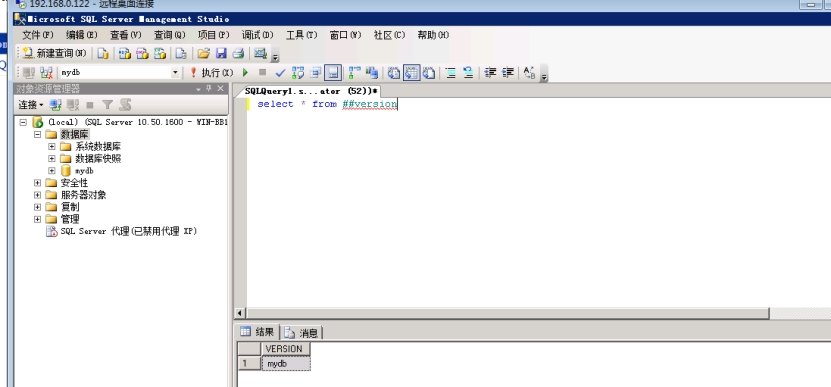 192.168.0.122 - 远程桌面连接
Microsoft SQL Server Management Studio
文件(F) 编辑(E) 查看(V) 查询(Q) 项目(P) 调试(D) 工具(T) 窗口(W) 社区(C) 帮助(H)
新建查询(N)
mydb 执行(X)
对象资源管理器
SQLQuery1.s...ator (52))*
连接
select * from ##version
(local) (SQL Server 10.50.1600 - WIN-BB1
数据库
系统数据库
数据库快照
mydb
安全性
服务器对象
复制
管理
SQL Server 代理(已禁用代理 XP)
结果 消息
VERSION
1 mydb